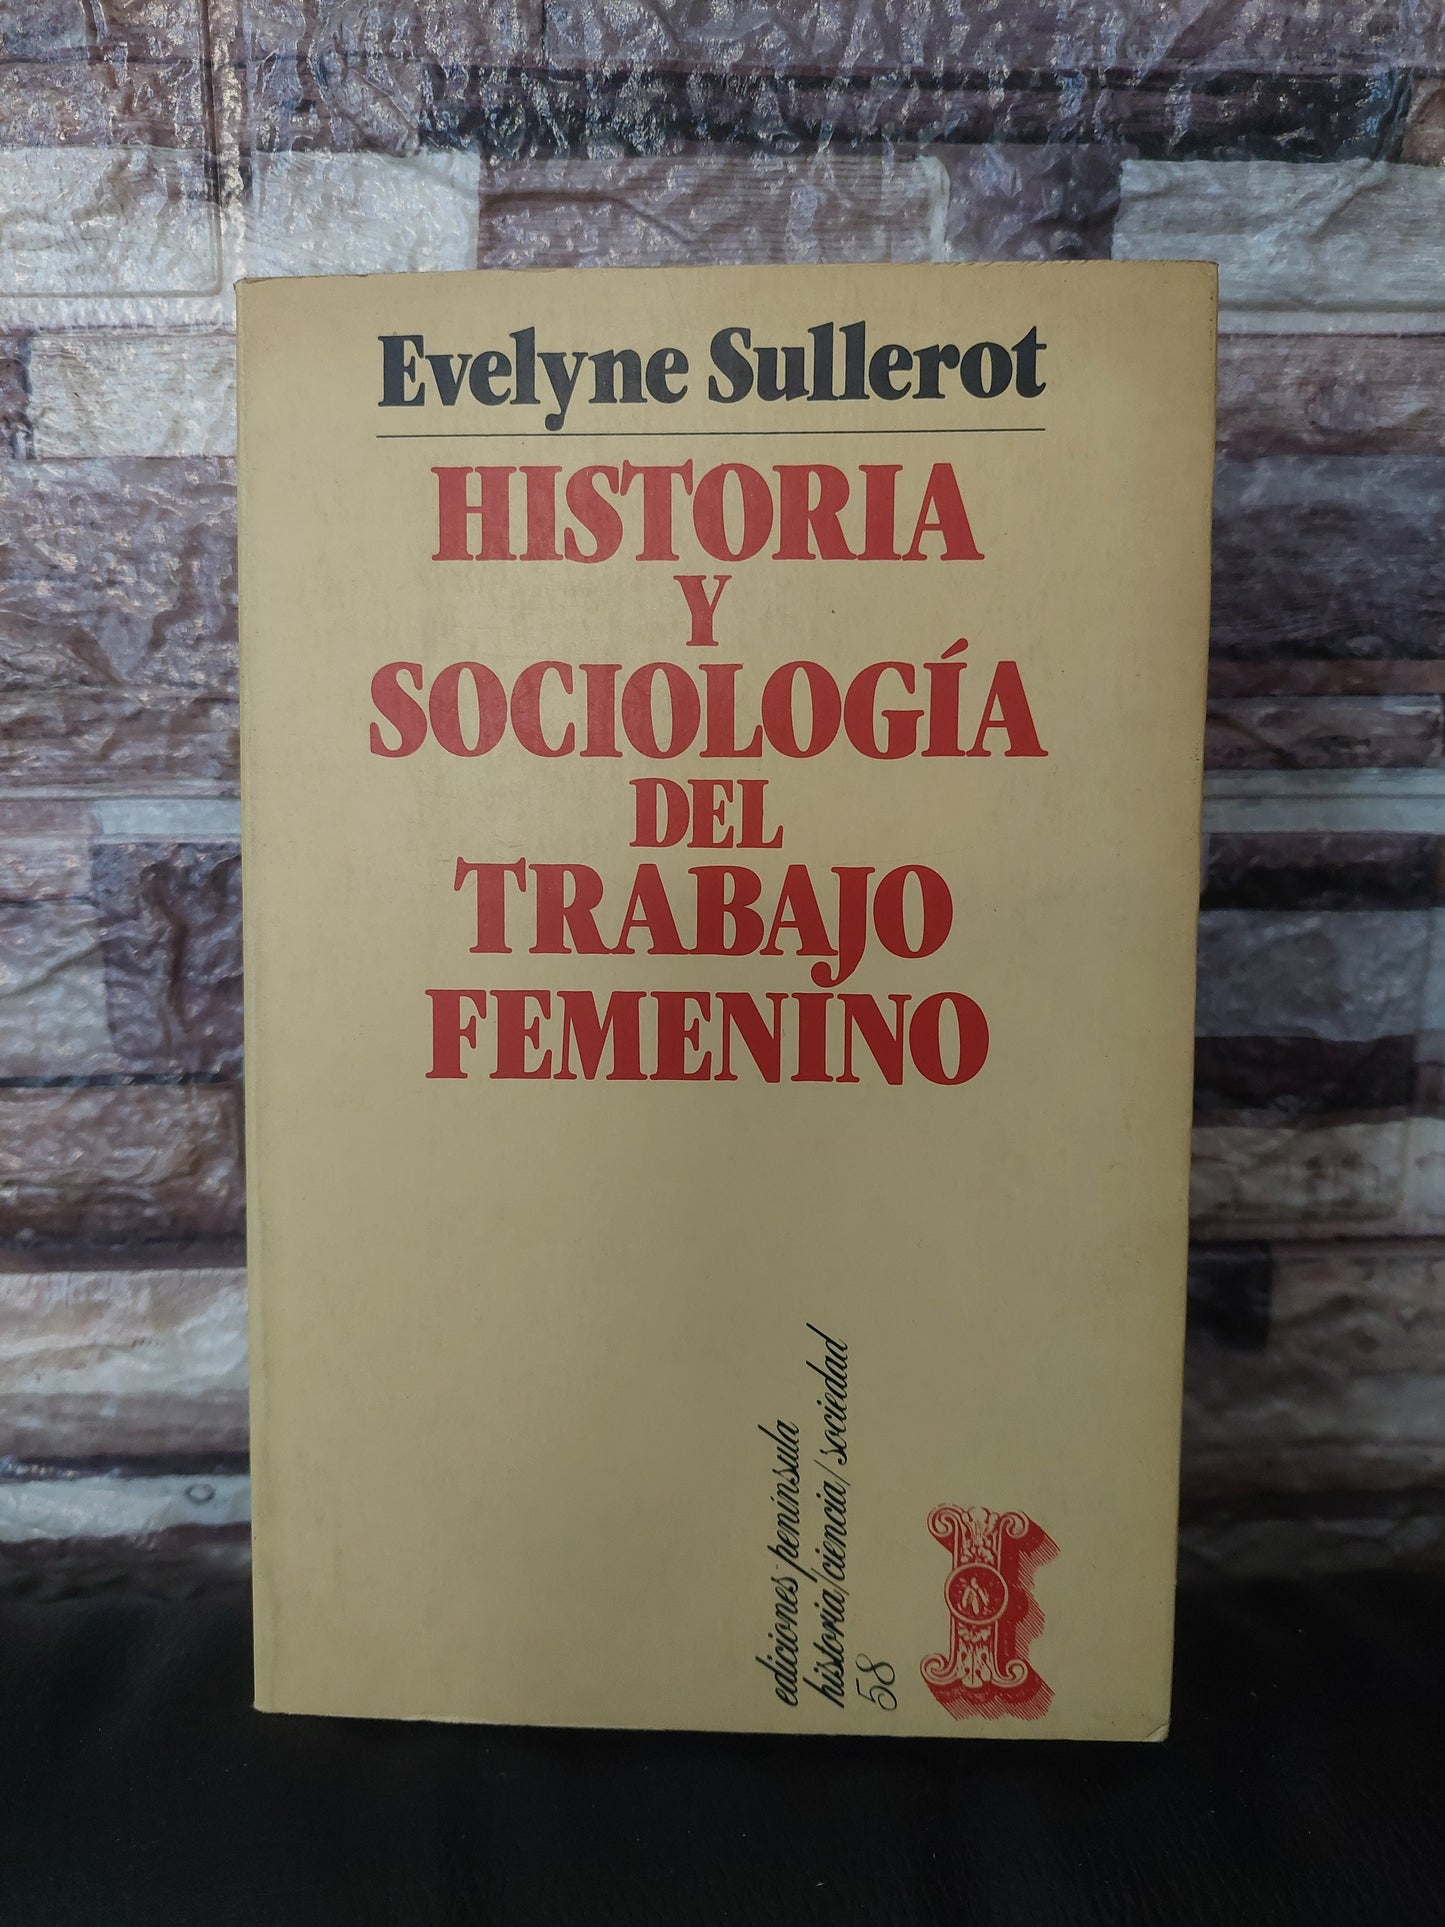 Evelyne Sullerot
HISTORIA
Y
SOCIOLOGÍA
DEL
TRABAJO
FEMENINO
ediciones península
historia/ciencia/sociedad
58